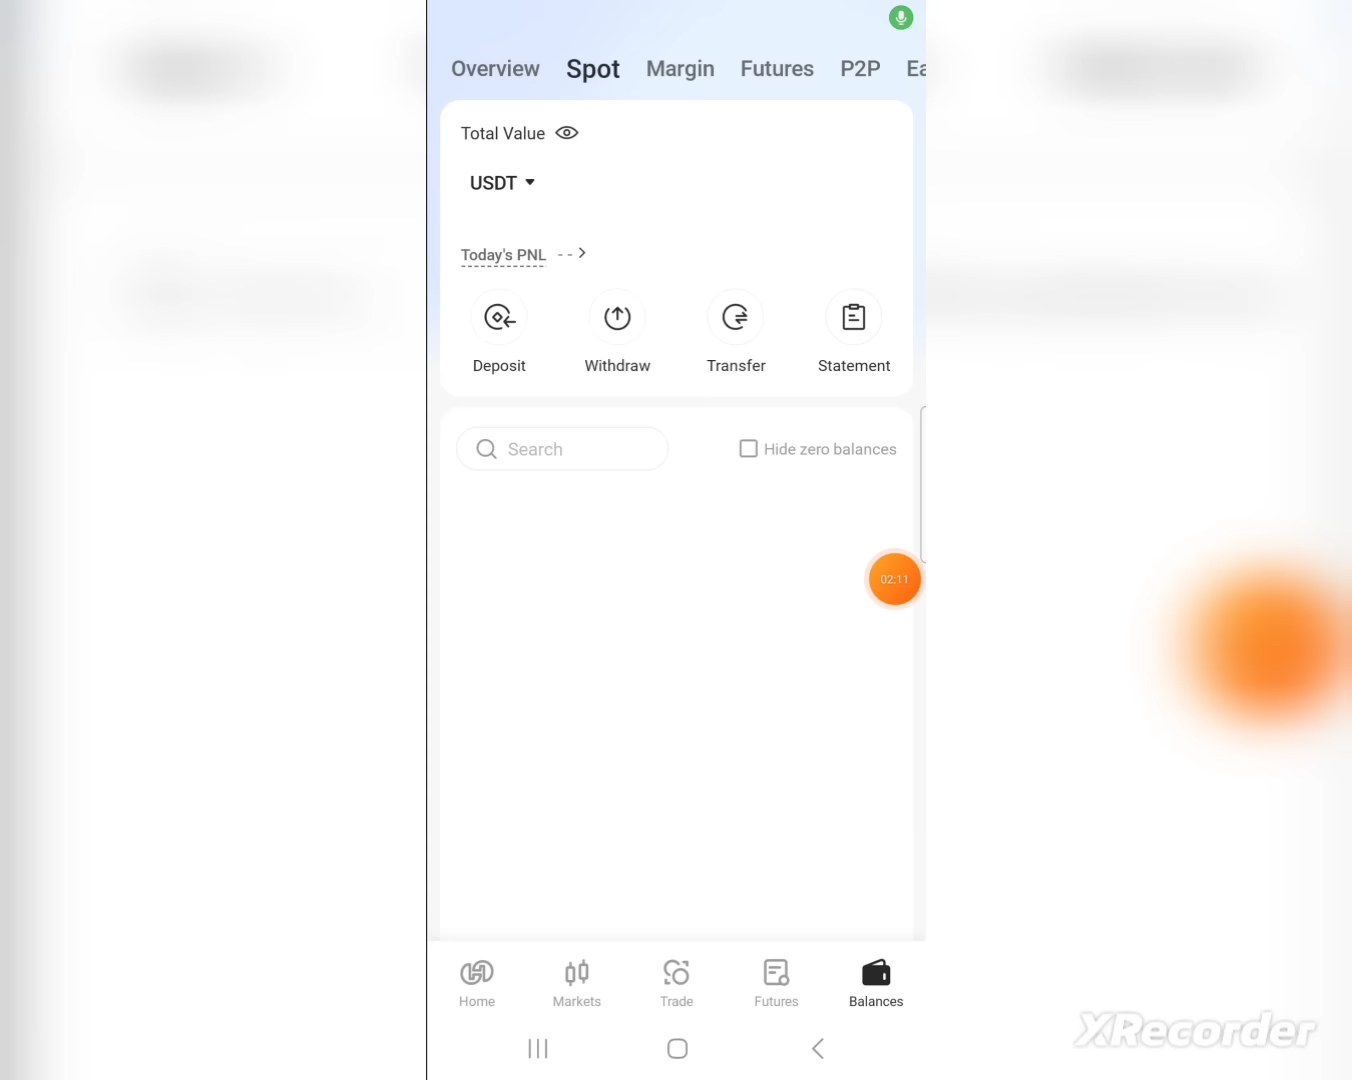 Overview Spot Margin Futures P2P Ea
Total Value
USDT
Today's PNL -- >
Deposit Withdraw Transfer Statement
Search Hide zero balances
02:11
Home Markets Trade Futures Balances
XRecorder